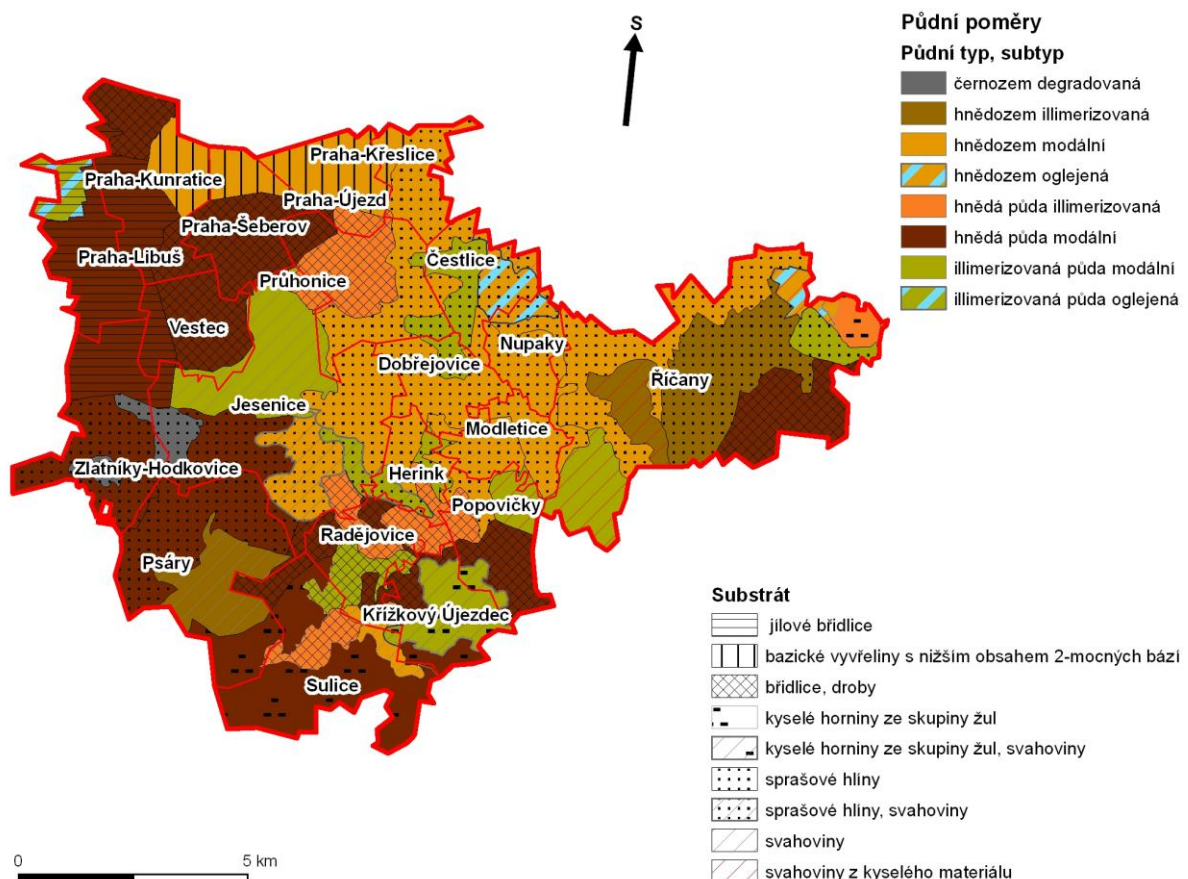 S
Půdní poměry
Půdní typ, subtyp
černozem degradovaná
hnědozem illimerizovaná
hnědozem modální
hnědozem oglejená
hnědá půda illimerizovaná
hnědá půda modální
illimerizovaná půda modální
illimerizovaná půda oglejená
Praha-Křeslice
Praha-Kunratice
Praha-Újezd
Praha-Šeberov
Praha-Libuš
Čestlice
Průhonice
Vestec
Nupaky
Dobřejovice
Říčany
Jesenice
Modletice
Zlatníky-Hodkovice
Herink
Popovičky
Radějovice
Psáry
Křížkový Újezdec
Sulice
Substrát
jílové břidlice
bazické vyvřeliny s nižším obsahem 2-mocných bází
břidlice, droby
kyselé horniny ze skupiny žul
kyselé horniny ze skupiny žul, svahoviny
sprašové hlíny
sprašové hlíny, svahoviny
svahoviny
svahoviny z kyselého materiálu
0 5 km